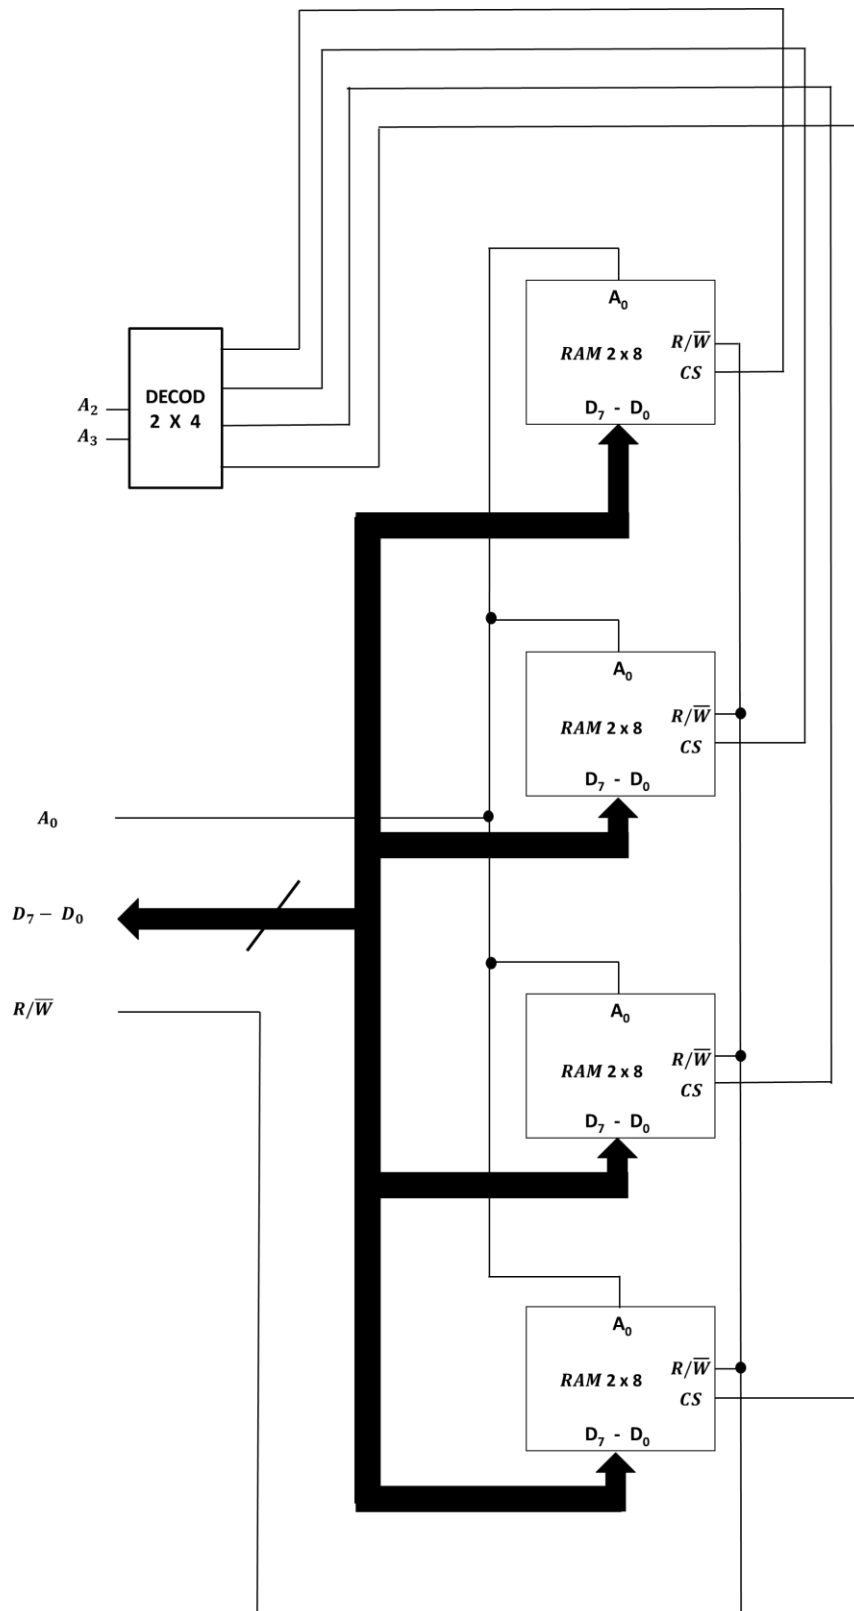 A₀
RAM 2 x 8
R/W̅
CS
D₇ - D₀
DECOD
2 X 4
A₂
A₃
A₀
RAM 2 x 8
R/W̅
CS
D₇ - D₀
A₀
D₇ - D₀
R/W̅
A₀
RAM 2 x 8
R/W̅
CS
D₇ - D₀
A₀
RAM 2 x 8
R/W̅
CS
D₇ - D₀